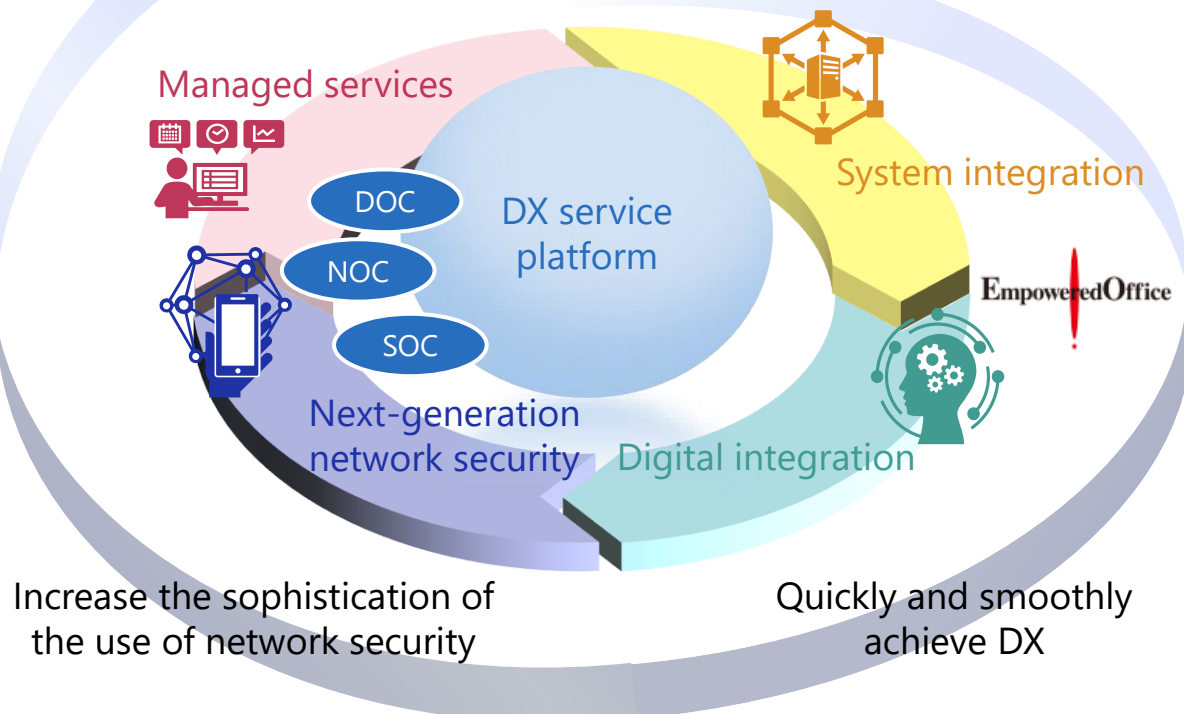 Managed services
System integration
DOC
DX service
platform
NOC
EmpoweredOffice
SOC
Next-generation
network security
Digital integration
Increase the sophistication of
the use of network security
Quickly and smoothly
achieve DX